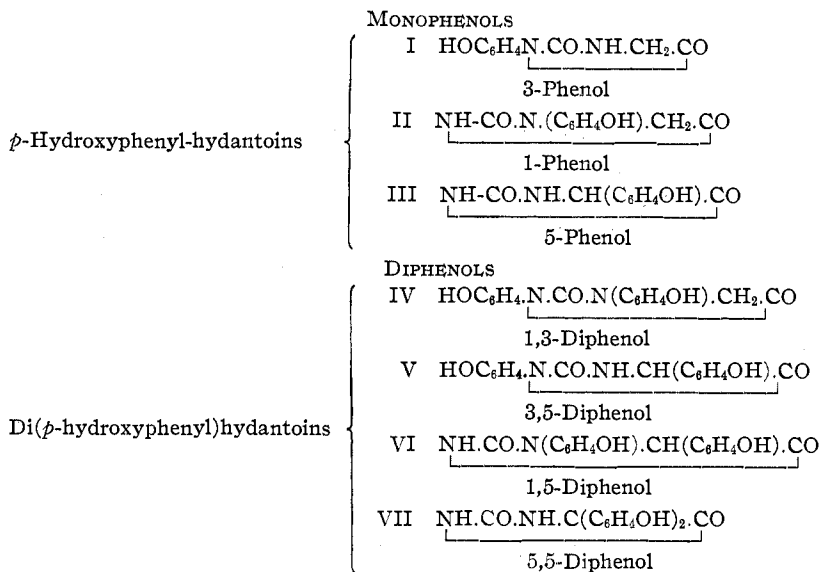 MONOPHENOLS
I HOC₆H₄N.CO.NH.CH₂.CO
3-Phenol
II NH-CO.N.(C₆H₄OH).CH₂.CO
1-Phenol
p-Hydroxyphenyl-hydantoins
III NH-CO.NH.CH(C₆H₄OH).CO
5-Phenol
DIPHENOLS
IV HOC₆H₄.N.CO.N(C₆H₄OH).CH₂.CO
1,3-Diphenol
V HOC₆H₄.N.CO.NH.CH(C₆H₄OH).CO
3,5-Diphenol
Di(p-hydroxyphenyl)hydantoins
VI NH.CO.N(C₆H₄OH).CH(C₆H₄OH).CO
1,5-Diphenol
VII NH.CO.NH.C(C₆H₄OH)₂.CO
5,5-Diphenol